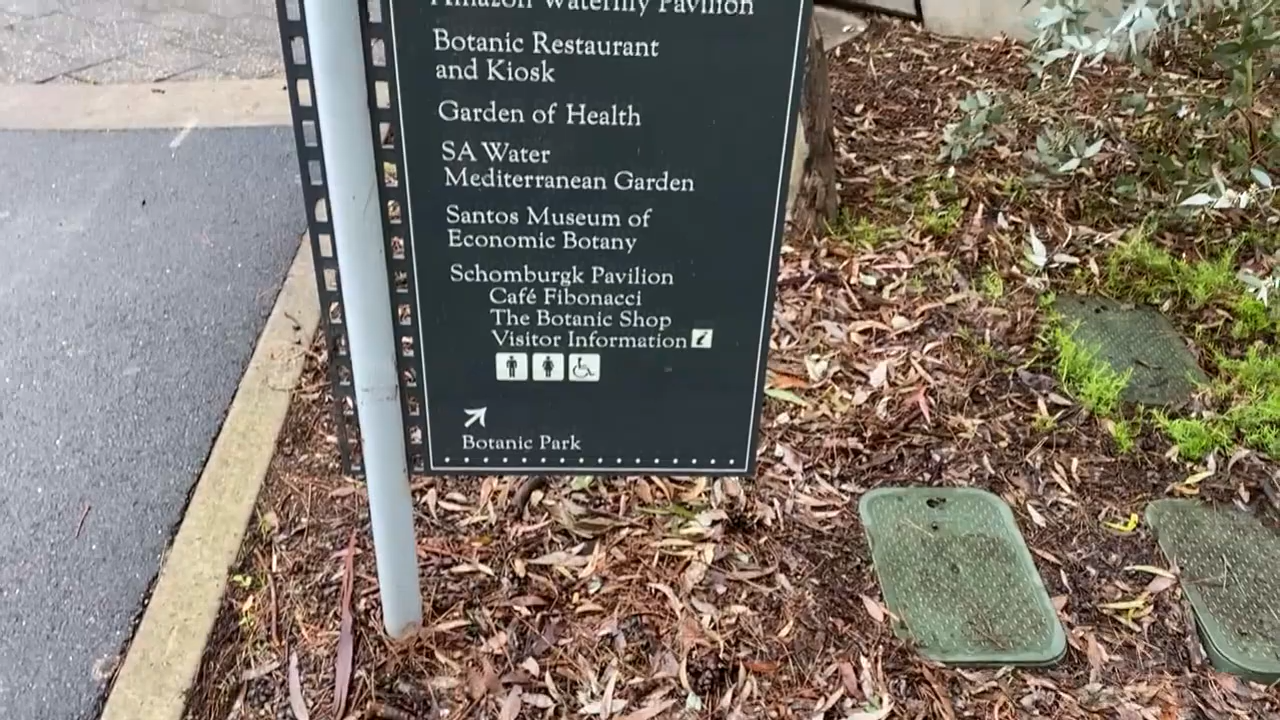 Amazon Waterlily Pavilion
Botanic Restaurant
and Kiosk
Garden of Health
SA Water
Mediterranean Garden
Santos Museum of
Economic Botany
Schomburgk Pavilion
Café Fibonacci
The Botanic Shop
Visitor Information i
Botanic Park